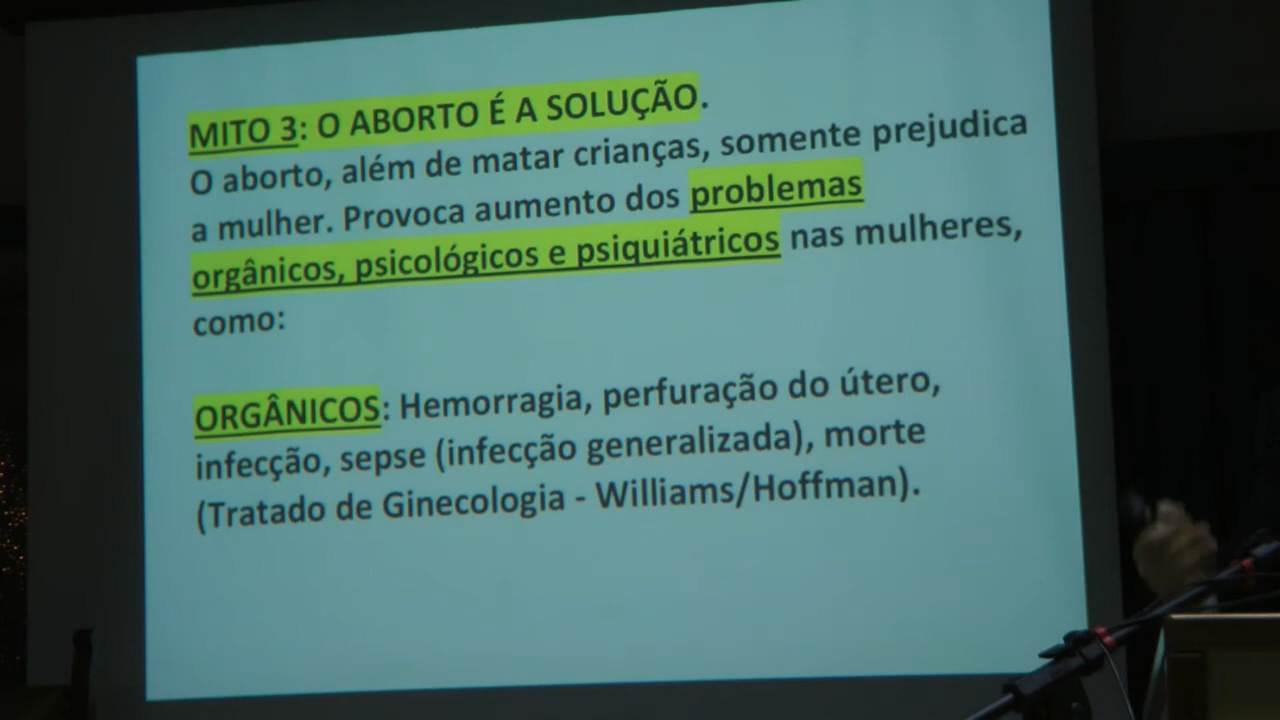 MITO 3: O ABORTO É A SOLUÇÃO.
O aborto, além de matar crianças, somente prejudica
a mulher. Provoca aumento dos problemas
orgânicos, psicológicos e psiquiátricos nas mulheres,
como:
ORGÂNICOS: Hemorragia, perfuração do útero,
infecção, sepse (infecção generalizada), morte
(Tratado de Ginecologia - Williams/Hoffman).